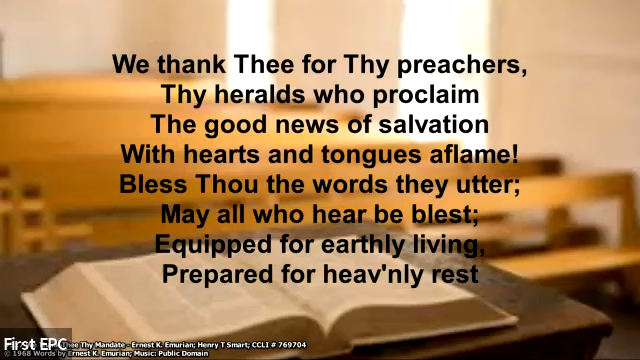 We thank Thee for Thy preachers,
Thy heralds who proclaim
The good news of salvation
With hearts and tongues aflame!
Bless Thou the words they utter;
May all who hear be blest;
Equipped for earthly living,
Prepared for heav'nly rest
First EPC
Thee Thy Mandate - Ernest K. Emurian; Henry T Smart; CCLI # 769704
© 1968 Words by Ernest K. Emurian; Music: Public Domain